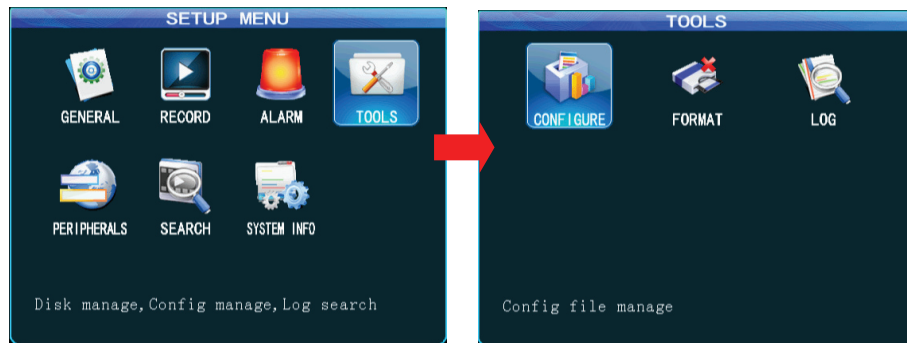 SETUP MENU
GENERAL RECORD ALARM TOOLS
PERIPHERALS SEARCH SYSTEM INFO
Disk manage,Config manage,Log search
TOOLS
CONFIGURE FORMAT LOG
Config file manage